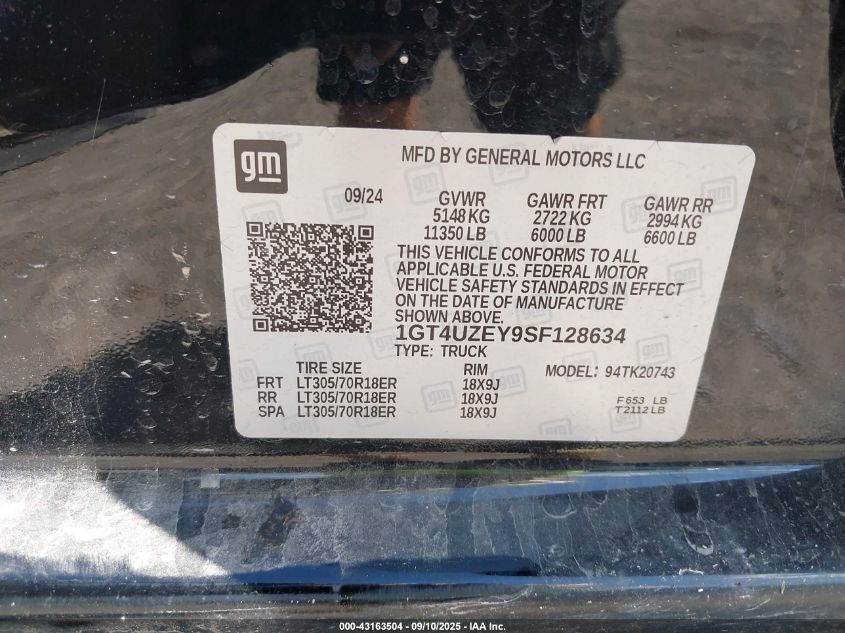 gm
MFD BY GENERAL MOTORS LLC
09/24
GVWR GAWR FRT GAWR RR
5148 KG 2722 KG 2994 KG
11350 LB 6000 LB 6600 LB
THIS VEHICLE CONFORMS TO ALL
APPLICABLE U.S. FEDERAL MOTOR
VEHICLE SAFETY STANDARDS IN EFFECT
ON THE DATE OF MANUFACTURE
SHOWN ABOVE.
1GT4UZEY9SF128634
TYPE: TRUCK
TIRE SIZE RIM MODEL: 94TK20743
FRT LT305/70R18ER 18X9J
RR LT305/70R18ER 18X9J
SPA LT305/70R18ER 18X9J
F 653 LB
T 2112 LB
000-43163504 - 09/10/2025 - IAA Inc.